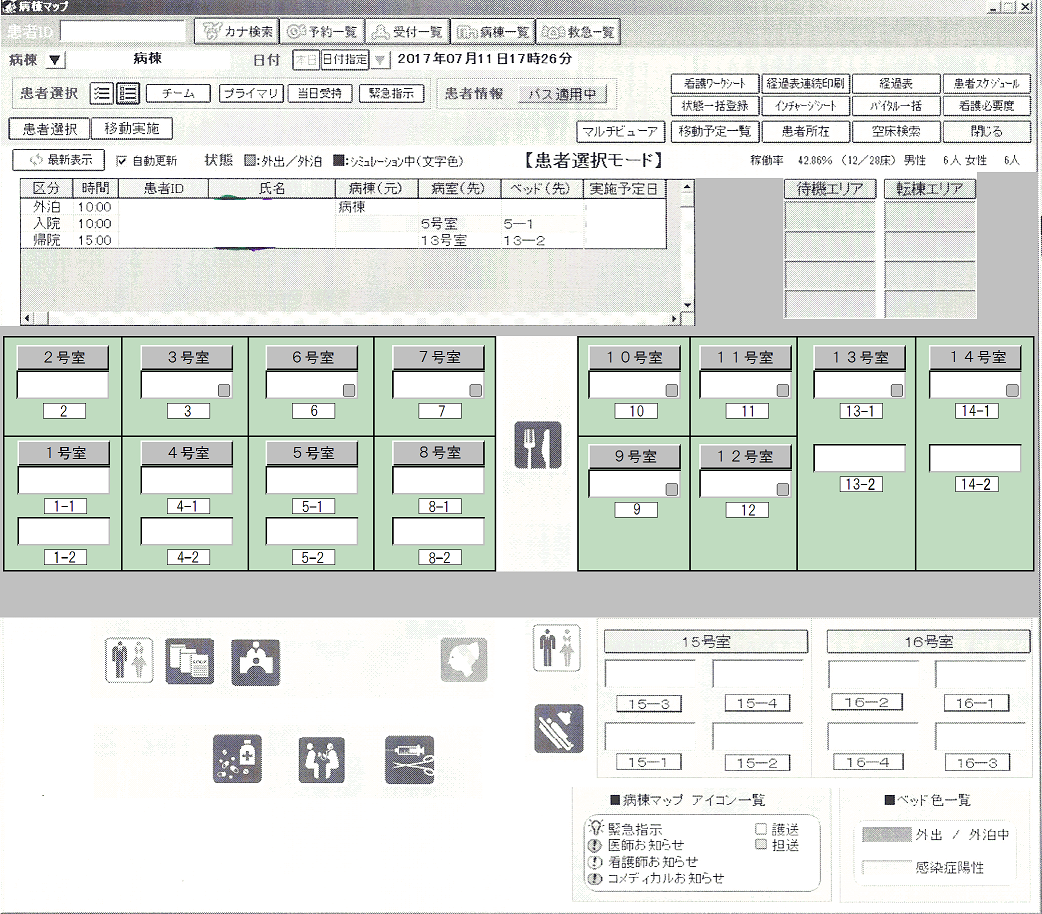 病棟マップ
患者ID カナ検索 予約一覧 受付一覧 病棟一覧 救急一覧
病棟 ▼ 病棟 日付 本日 日付指定 ▼ 2017年07月11日17時26分
患者選択 チーム プライマリ 当日受持 緊急指示 患者情報 パス適用中
看護ワークシート 経過表連続印刷 経過表 患者スケジュール
状態一括登録 インチャージシート バイタル一括 看護必要度
患者選択 移動実施 マルチビューア 移動予定一覧 患者所在 空床検索 閉じる
最新表示 自動更新 状態 :外出/外泊 :シミュレーション中(文字色) 【患者選択モード】 稼働率 42.86% (12/28床) 男性 6人 女性 6人
区分 時間 患者ID 氏名 病棟(元) 病室(先) ベッド(先) 実施予定日
外泊 10:00 病棟
入院 10:00 5号室 5-1
帰院 15:00 13号室 13-2
待機エリア 転棟エリア
2号室 3号室 6号室 7号室
2 3 6 7
1号室 4号室 5号室 8号室
1-1 4-1 5-1 8-1
1-2 4-2 5-2 8-2
10号室 11号室 13号室 14号室
10 11 13-1 14-1
9号室 12号室
13-2 14-2
9 12
15号室 16号室
15-3 15-4 16-2 16-1
15-1 15-2 16-4 16-3
■病棟マップ アイコン一覧
緊急指示 護送
医師お知らせ 担送
看護師お知らせ
コメディカルお知らせ
■ベッド色一覧
外出 / 外泊中
感染症陽性